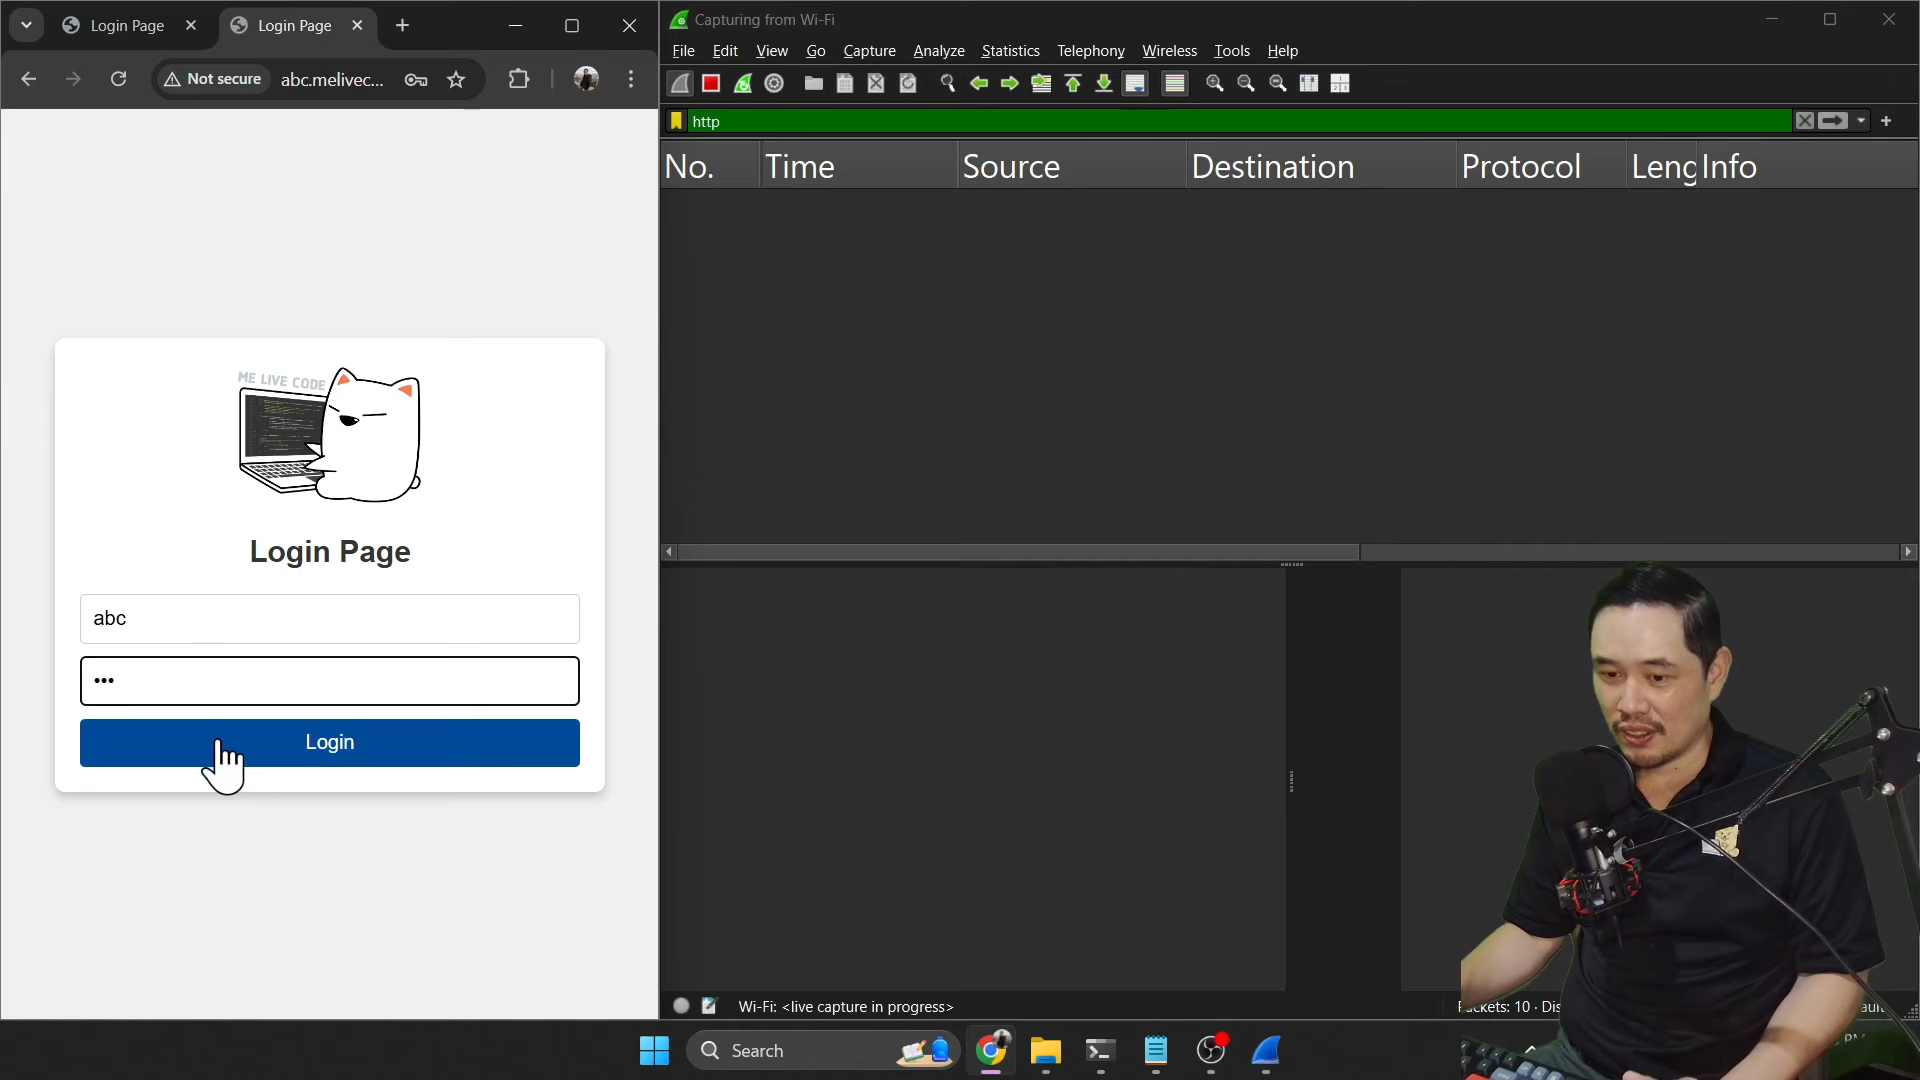 Login Page
Login Page
Not secure
abc.melivec...
ME LIVE CODE
Login Page
abc
•••
Login
Capturing from Wi-Fi
File Edit View Go Capture Analyze Statistics Telephony Wireless Tools Help
http
No. Time Source Destination Protocol Leng Info
Wi-Fi: <live capture in progress>
Packets: 10 · Dis
Search
PM